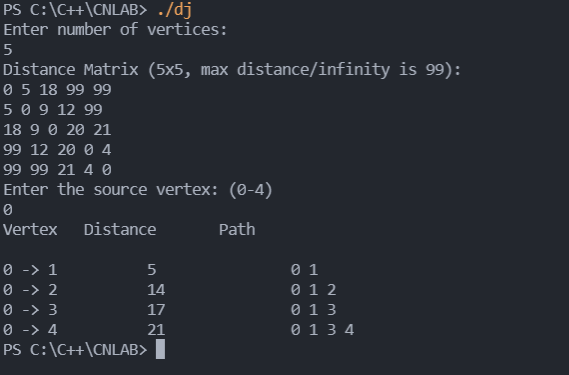 PS C:\C++\CNLAB> ./dj
Enter number of vertices:
5
Distance Matrix (5x5, max distance/infinity is 99):
0 5 18 99 99
5 0 9 12 99
18 9 0 20 21
99 12 20 0 4
99 99 21 4 0
Enter the source vertex: (0-4)
0
Vertex Distance Path
0 -> 1 5 0 1
0 -> 2 14 0 1 2
0 -> 3 17 0 1 3
0 -> 4 21 0 1 3 4
PS C:\C++\CNLAB>